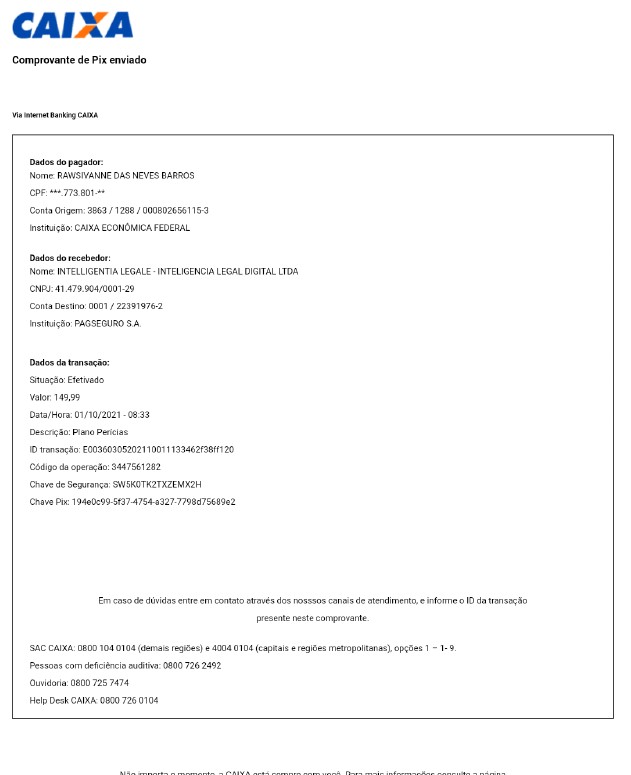 CAIXA
Comprovante de Pix enviado
Via Internet Banking CAIXA
Dados do pagador:
Nome: RAWSIVANNE DAS NEVES BARROS
CPF: ***.773.801-**
Conta Origem: 3863 / 1288 / 000802656115-3
Instituição: CAIXA ECONÔMICA FEDERAL
Dados do recebedor:
Nome: INTELLIGENTIA LEGALE - INTELIGENCIA LEGAL DIGITAL LTDA
CNPJ: 41.479.904/0001-29
Conta Destino: 0001 / 22391976-2
Instituição: PAGSEGURO S.A.
Dados da transação:
Situação: Efetivado
Valor: 149,99
Data/Hora: 01/10/2021 - 08:33
Descrição: Plano Perícias
ID transação: E00360305202110011133462f38ff120
Código da operação: 3447561282
Chave de Segurança: SW5K0TK2TXZEMX2H
Chave Pix: 194e0c99-5f37-4754-a327-7798d75689e2
Em caso de dúvidas entre em contato através dos nosssos canais de atendimento, e informe o ID da transação
presente neste comprovante.
SAC CAIXA: 0800 104 0104 (demais regiões) e 4004 0104 (capitais e regiões metropolitanas), opções 1 – 1- 9.
Pessoas com deficiência auditiva: 0800 726 2492
Ouvidoria: 0800 725 7474
Help Desk CAIXA: 0800 726 0104
Não importa o momento, a CAIXA está sempre com você. Para mais informações consulte a página